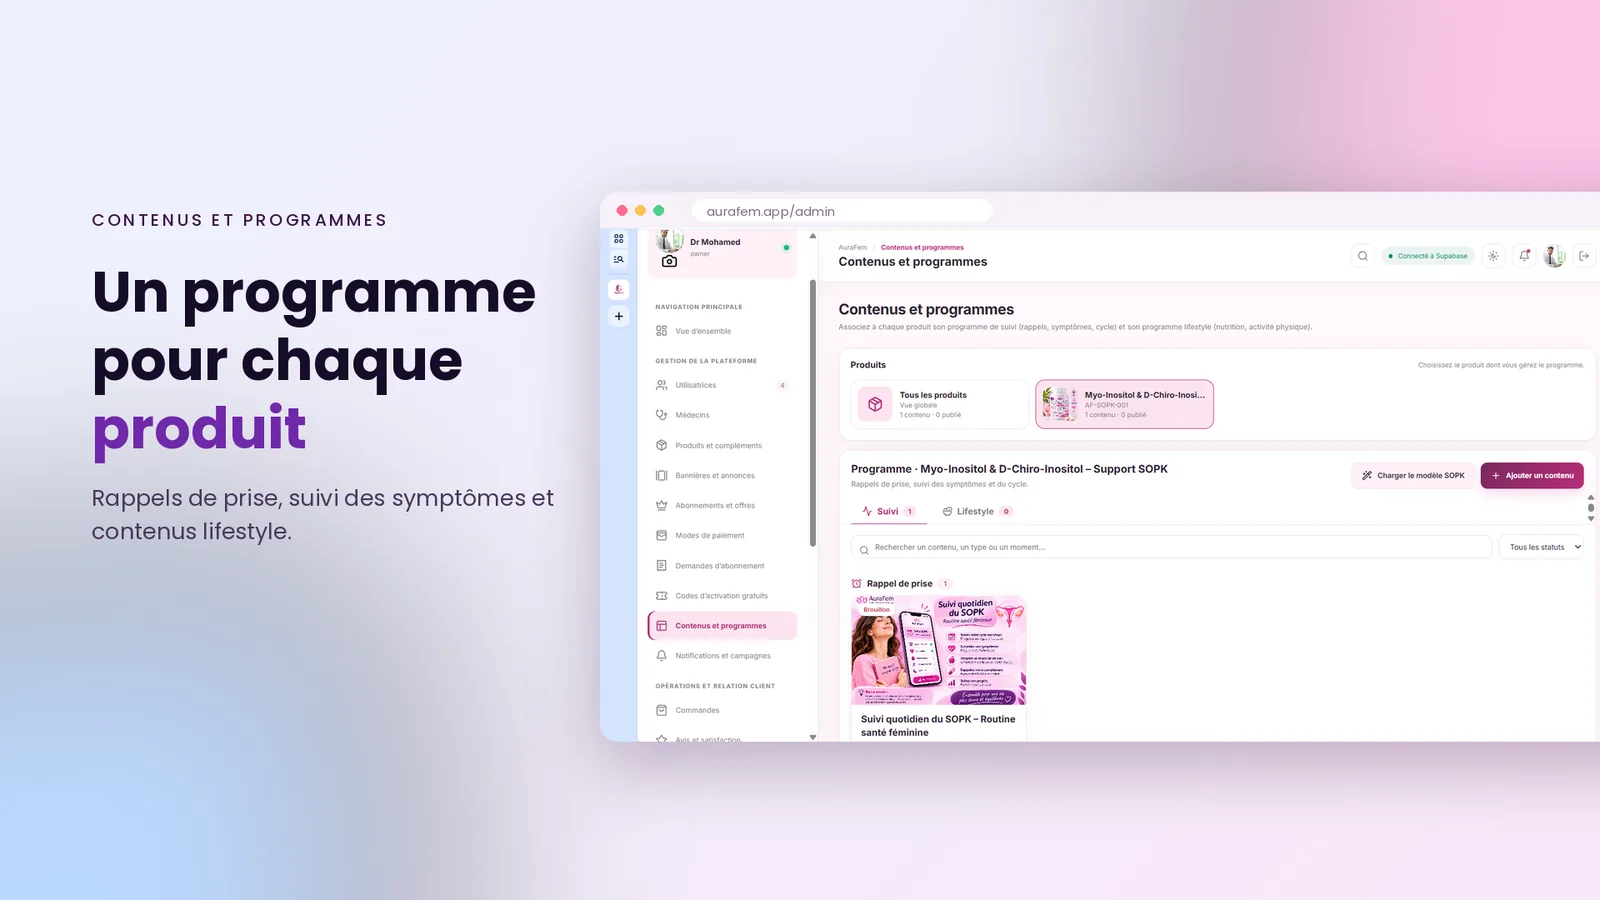 CONTENUS ET PROGRAMMES
Un programme
pour chaque
produit
Rappels de prise, suivi des symptômes et
contenus lifestyle.
aurafem.app/admin
Dr Mohamed
owner
NAVIGATION PRINCIPALE
Vue d'ensemble
GESTION DE LA PLATEFORME
Utilisatrices 4
Médecins
Produits et compléments
Bannières et annonces
Abonnements et offres
Modes de paiement
Demandes d'abonnement
Codes d'activation gratuits
Contenus et programmes
Notifications et campagnes
OPÉRATIONS ET RELATION CLIENT
Commandes
Avis et satisfaction
AuraFem | Contenus et programmes
Contenus et programmes
Connecté à Supabase
Contenus et programmes
Associez à chaque produit son programme de suivi (rappels, symptômes, cycle) et son programme lifestyle (nutrition, activité physique).
Produits
Choisissez le produit dont vous gérez le programme.
Tous les produits
Vue globale
1 contenu · 0 publié
Myo-Inositol & D-Chiro-Inosi...
AF-SOPK-001
1 contenu · 0 publié
Programme · Myo-Inositol & D-Chiro-Inositol – Support SOPK
Rappels de prise, suivi des symptômes et du cycle.
Charger le modèle SOPK
Ajouter un contenu
Suivi 1
Lifestyle 0
Rechercher un contenu, un type ou un moment...
Tous les statuts
Rappel de prise 1
AuraFem
Brouillon
Suivi quotidien
du SOPK
Routine santé féminine
Suivi quotidien du SOPK – Routine
santé féminine